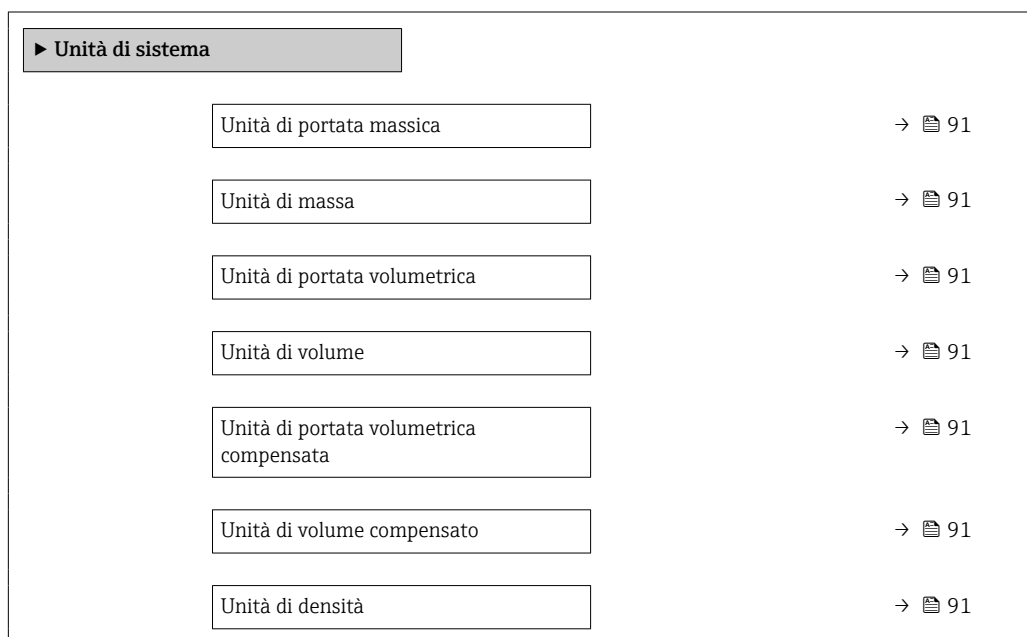 ▶ Unità di sistema
Unità di portata massica → 91
Unità di massa → 91
Unità di portata volumetrica → 91
Unità di volume → 91
Unità di portata volumetrica → 91
compensata
Unità di volume compensato → 91
Unità di densità → 91